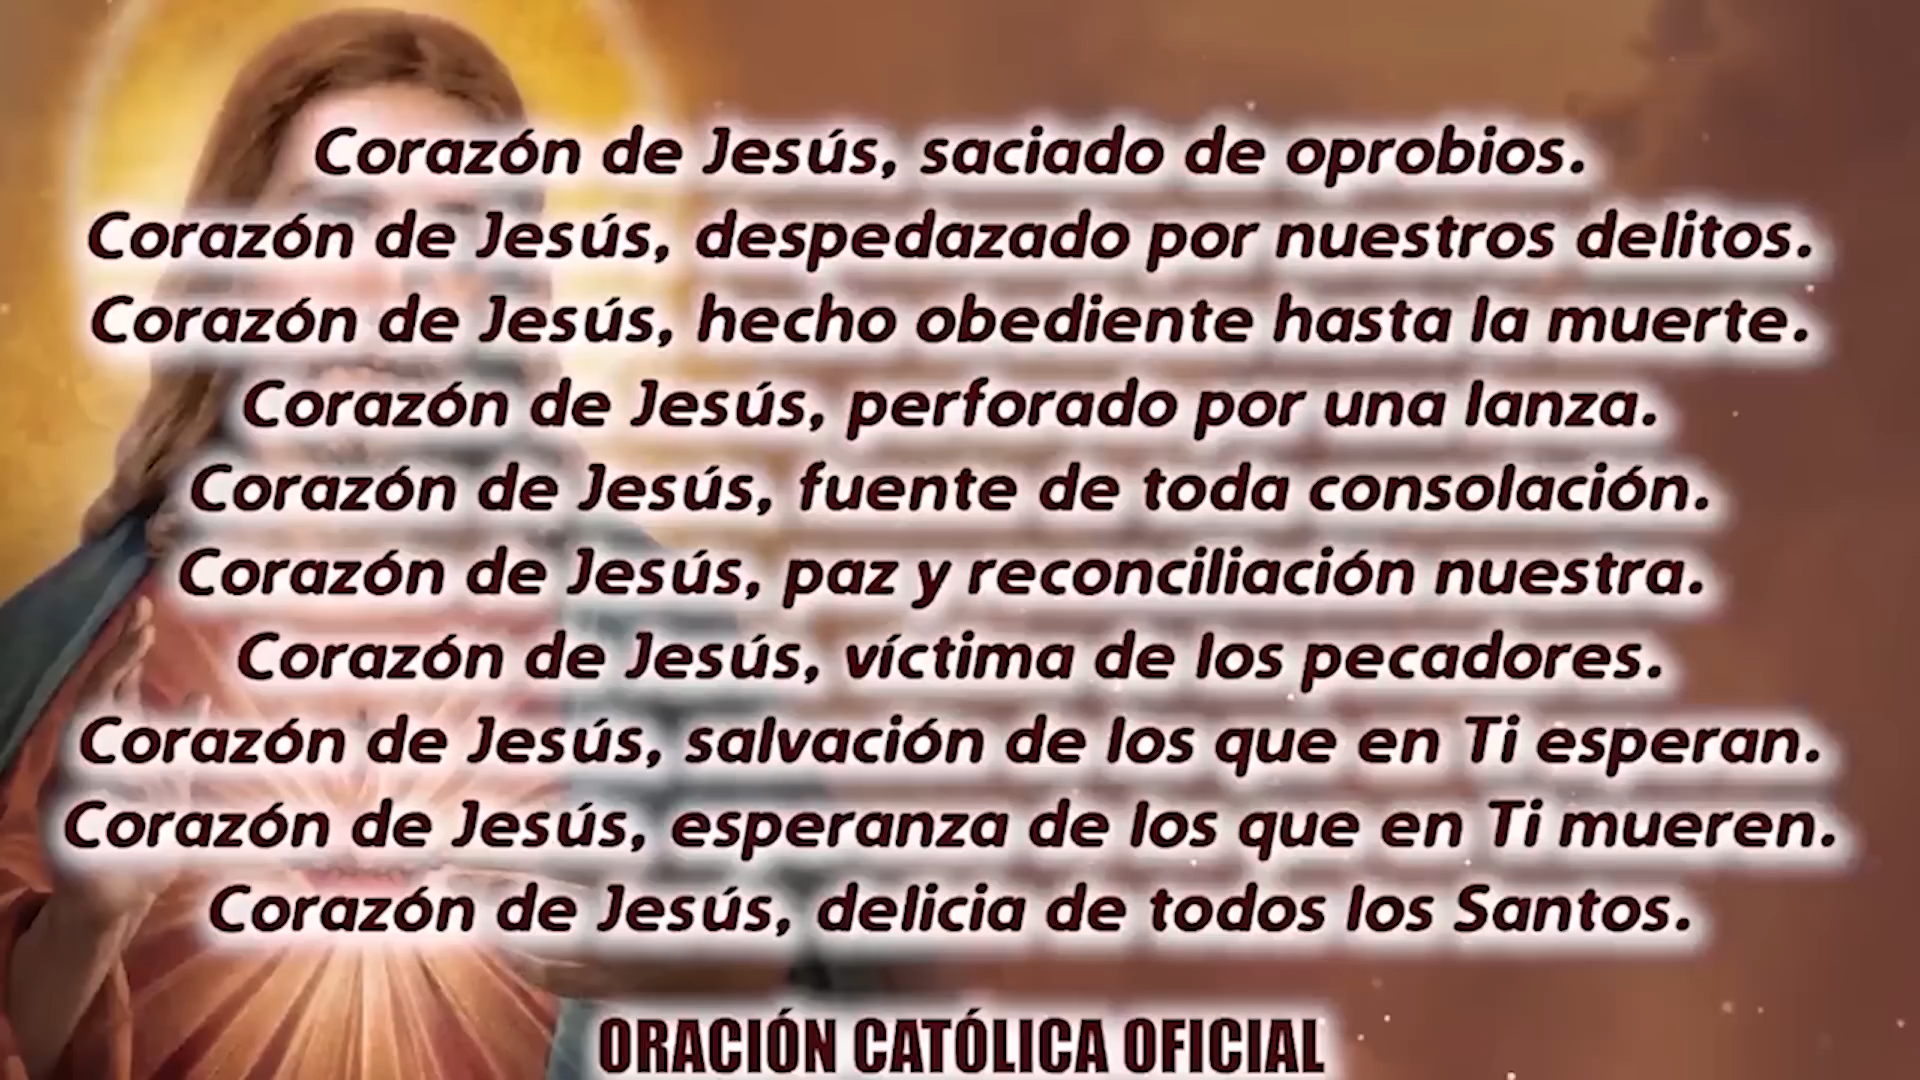 Corazón de Jesús, saciado de oprobios.
Corazón de Jesús, despedazado por nuestros delitos.
Corazón de Jesús, hecho obediente hasta la muerte.
Corazón de Jesús, perforado por una lanza.
Corazón de Jesús, fuente de toda consolación.
Corazón de Jesús, paz y reconciliación nuestra.
Corazón de Jesús, víctima de los pecadores.
Corazón de Jesús, salvación de los que en Ti esperan.
Corazón de Jesús, esperanza de los que en Ti mueren.
Corazón de Jesús, delicia de todos los Santos.
ORACIÓN CATÓLICA OFICIAL